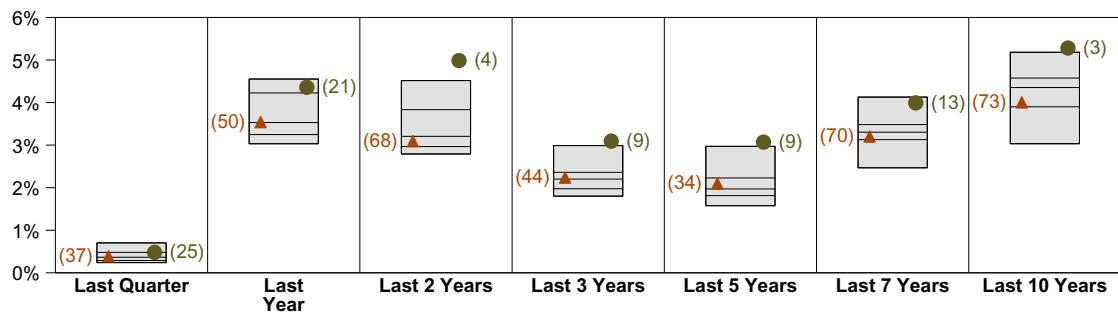 6%
5%
4%
3%
2%
1%
0%
(37) (25)
(50) (21)
(68) (4)
(44) (9)
(34) (9)
(70) (13)
(73) (3)
Last Quarter
Last
Year
Last 2 Years
Last 3 Years
Last 5 Years
Last 7 Years
Last 10 Years